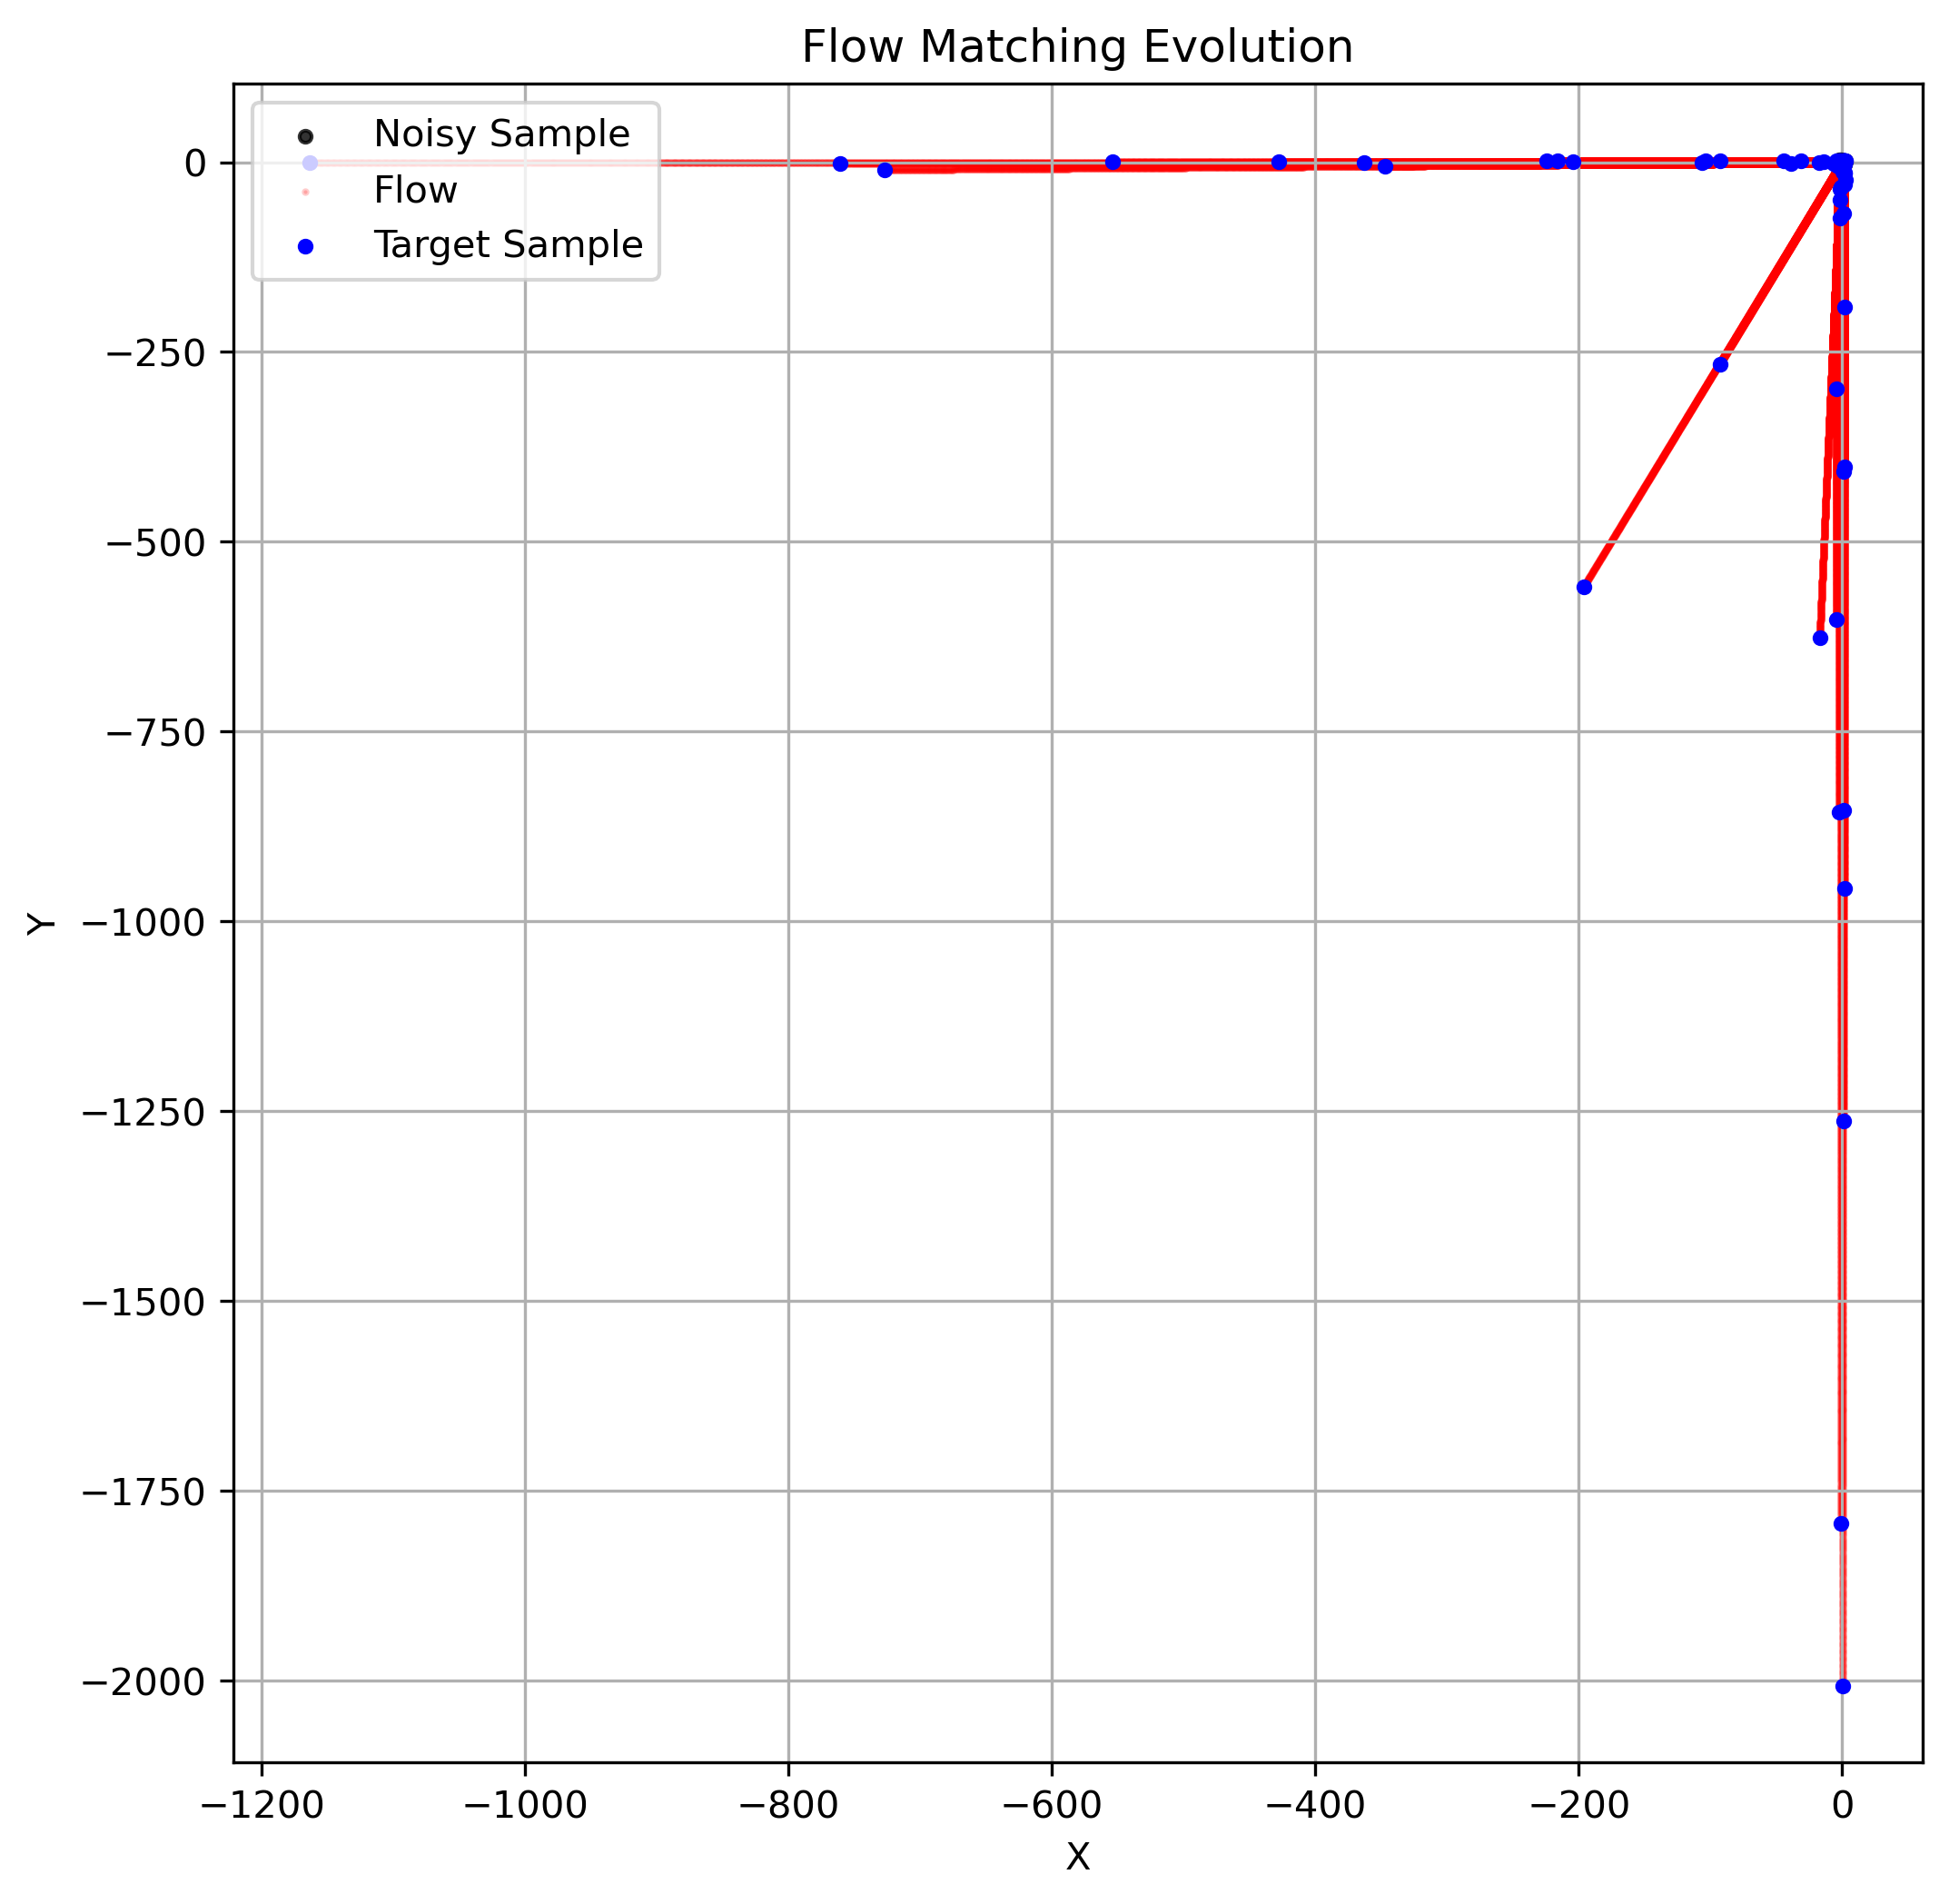 Flow Matching Evolution
Noisy Sample
Flow
Target Sample
0
−250
−500
−750
−1000
−1250
−1500
−1750
−2000
Y
−1200 −1000 −800 −600 −400 −200 0
X